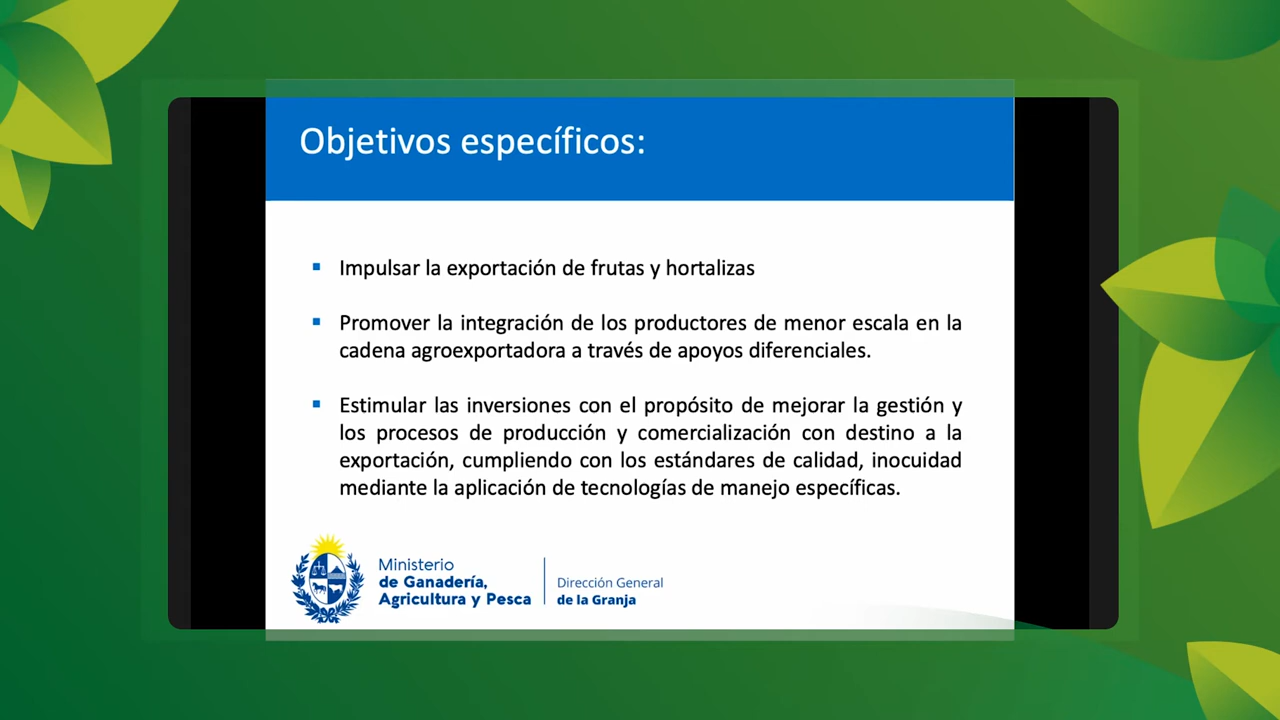 Objetivos específicos:
▪ Impulsar la exportación de frutas y hortalizas
▪ Promover la integración de los productores de menor escala en la
cadena agroexportadora a través de apoyos diferenciales.
▪ Estimular las inversiones con el propósito de mejorar la gestión y
los procesos de producción y comercialización con destino a la
exportación, cumpliendo con los estándares de calidad, inocuidad
mediante la aplicación de tecnologías de manejo específicas.
Ministerio
de Ganadería,
Agricultura y Pesca
Dirección General
de la Granja